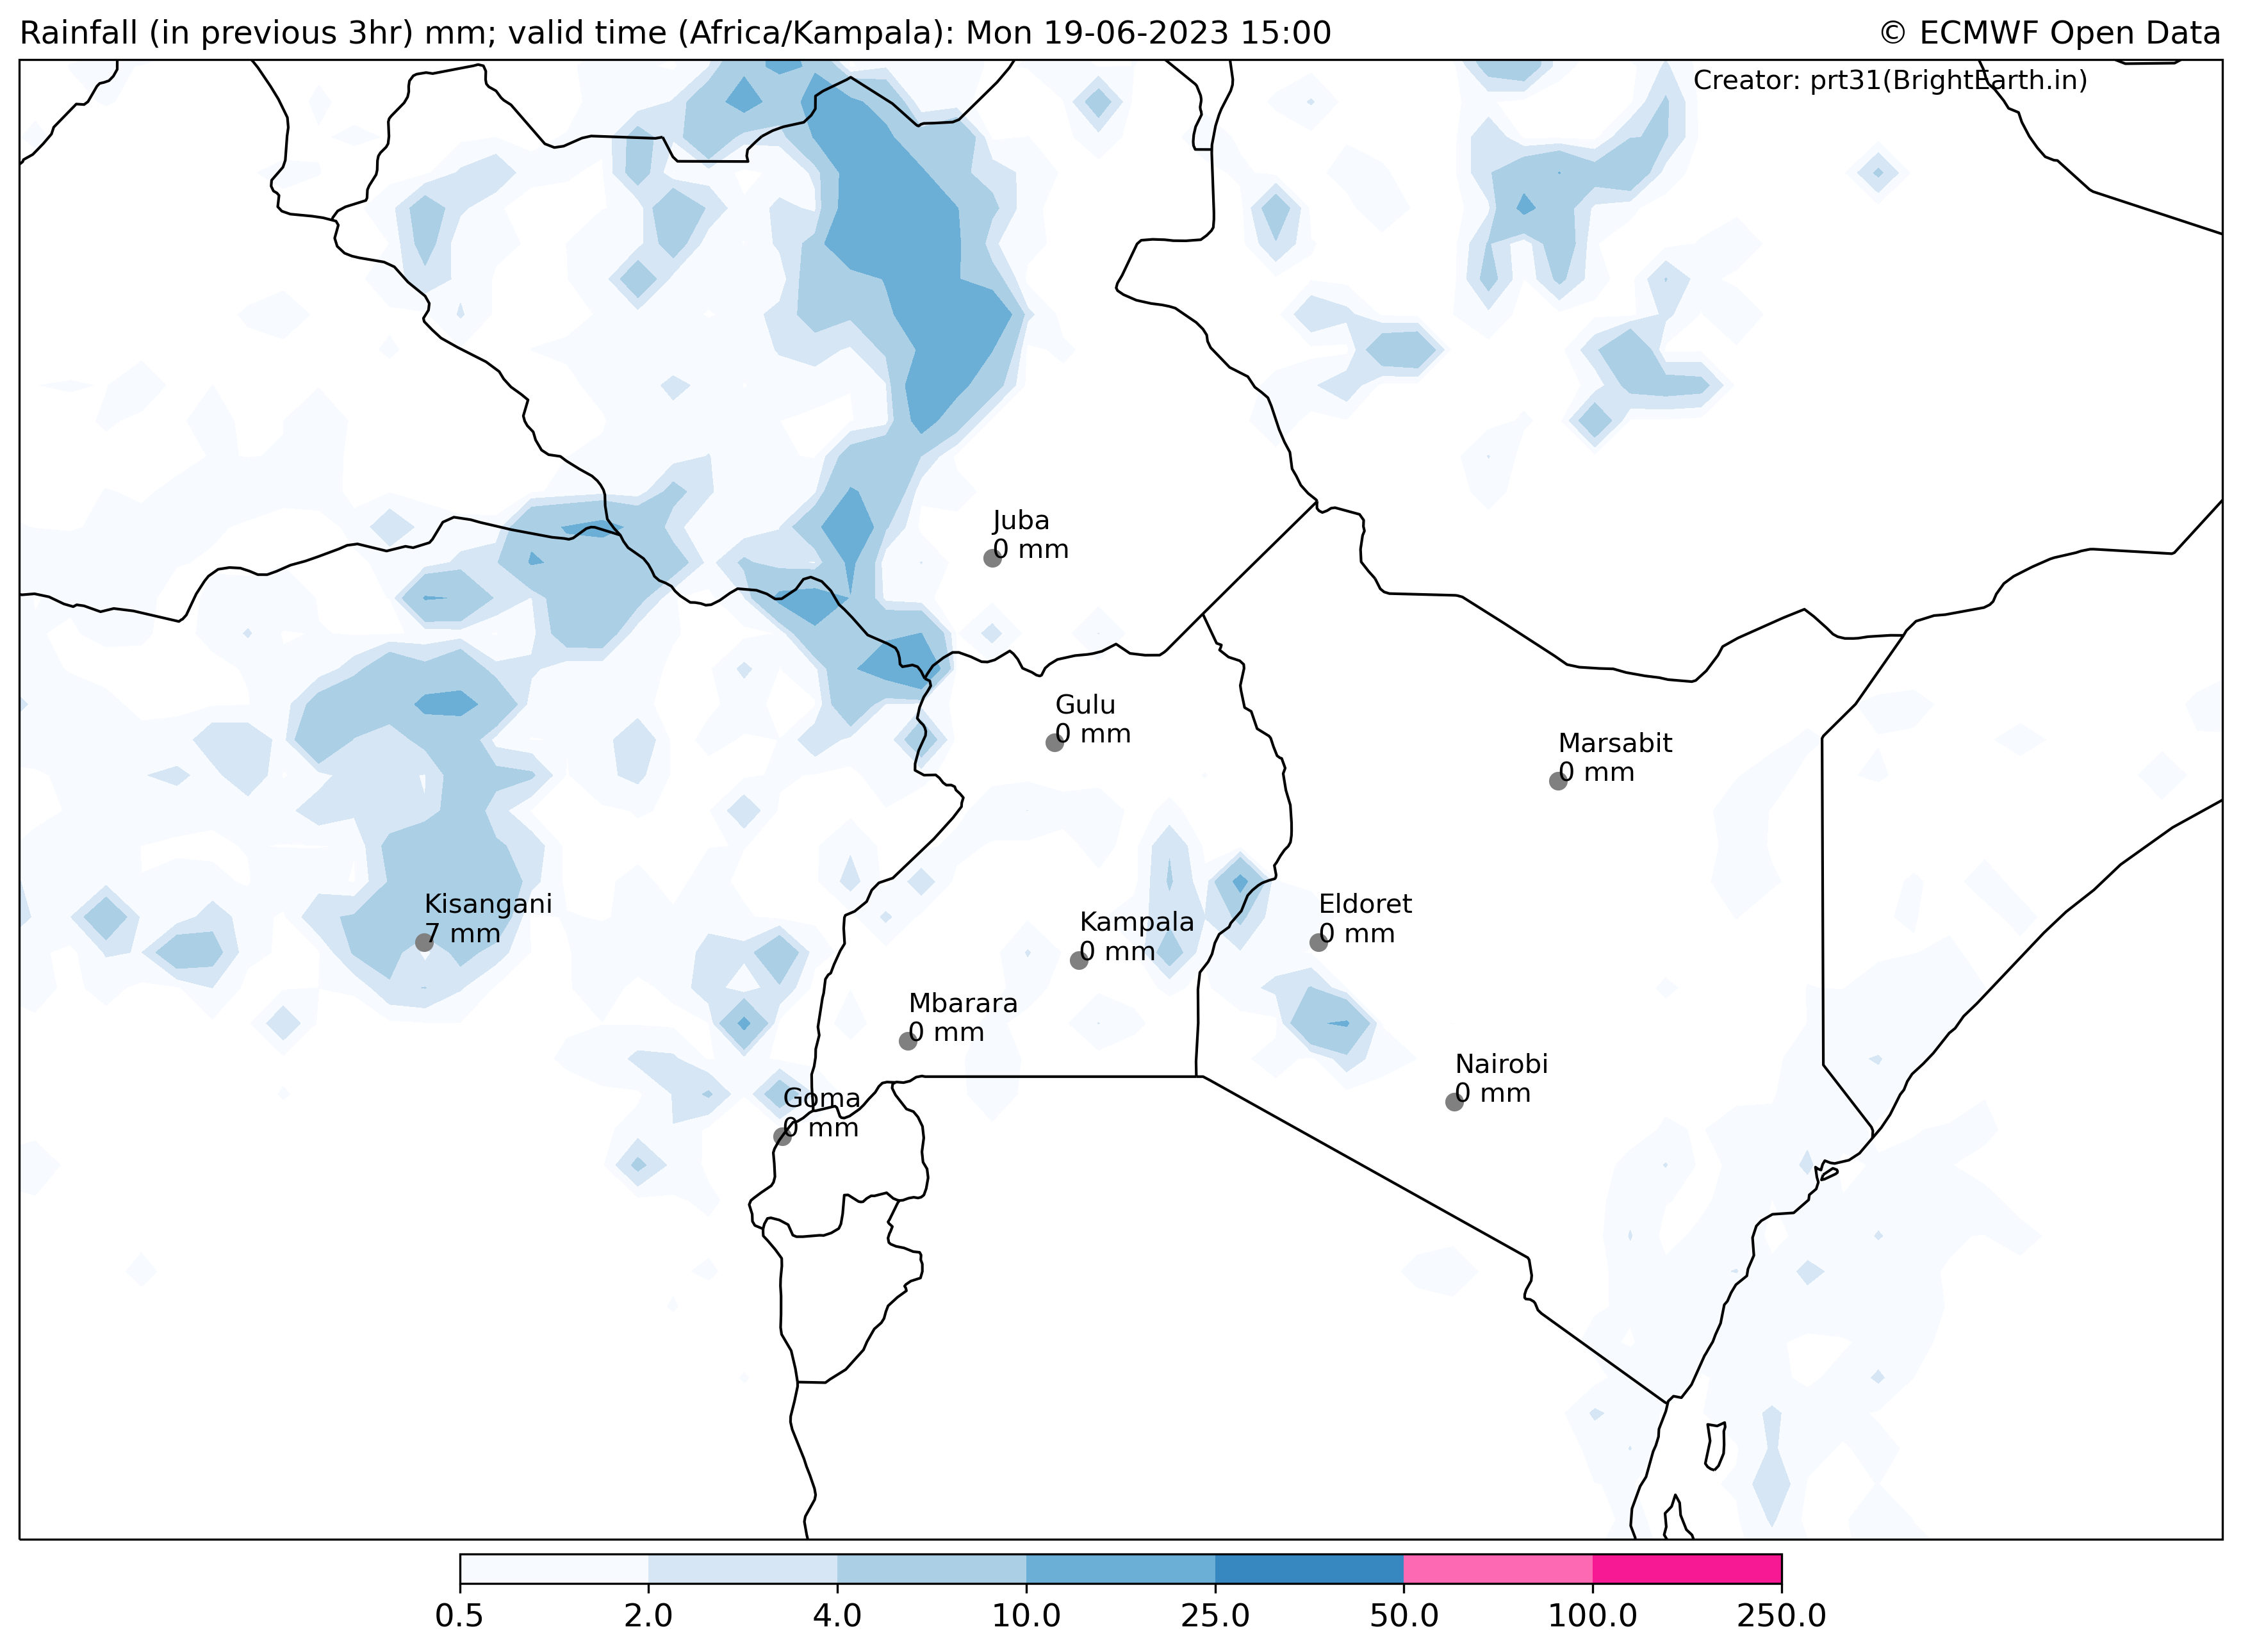 Rainfall (in previous 3hr) mm; valid time (Africa/Kampala): Mon 19-06-2023 15:00
© ECMWF Open Data
Creator: prt31(BrightEarth.in)
Juba
0 mm
Gulu
0 mm
Marsabit
0 mm
Kisangani
7 mm
Kampala
0 mm
Eldoret
0 mm
Mbarara
0 mm
Nairobi
0 mm
Goma
0 mm
0.5 2.0 4.0 10.0 25.0 50.0 100.0 250.0